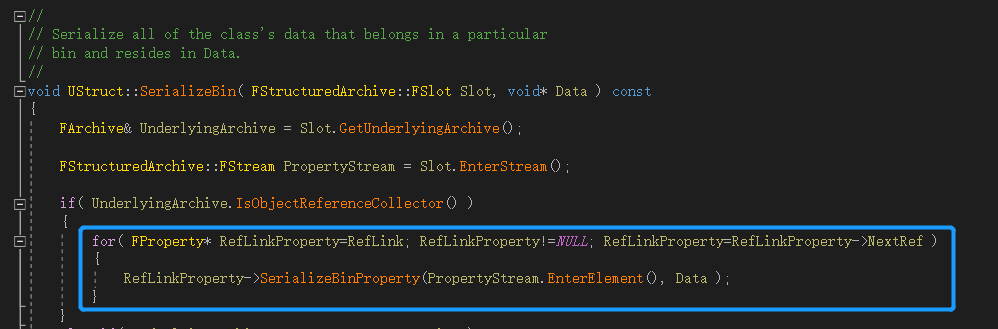 //
// Serialize all of the class's data that belongs in a particular
// bin and resides in Data.
//
void UStruct::SerializeBin( FStructuredArchive::FSlot Slot, void* Data ) const
{
FArchive& UnderlyingArchive = Slot.GetUnderlyingArchive();
FStructuredArchive::FStream PropertyStream = Slot.EnterStream();
if( UnderlyingArchive.IsObjectReferenceCollector() )
{
for( FProperty* RefLinkProperty=RefLink; RefLinkProperty!=NULL; RefLinkProperty=RefLinkProperty->NextRef )
{
RefLinkProperty->SerializeBinProperty(PropertyStream.EnterElement(), Data );
}
}